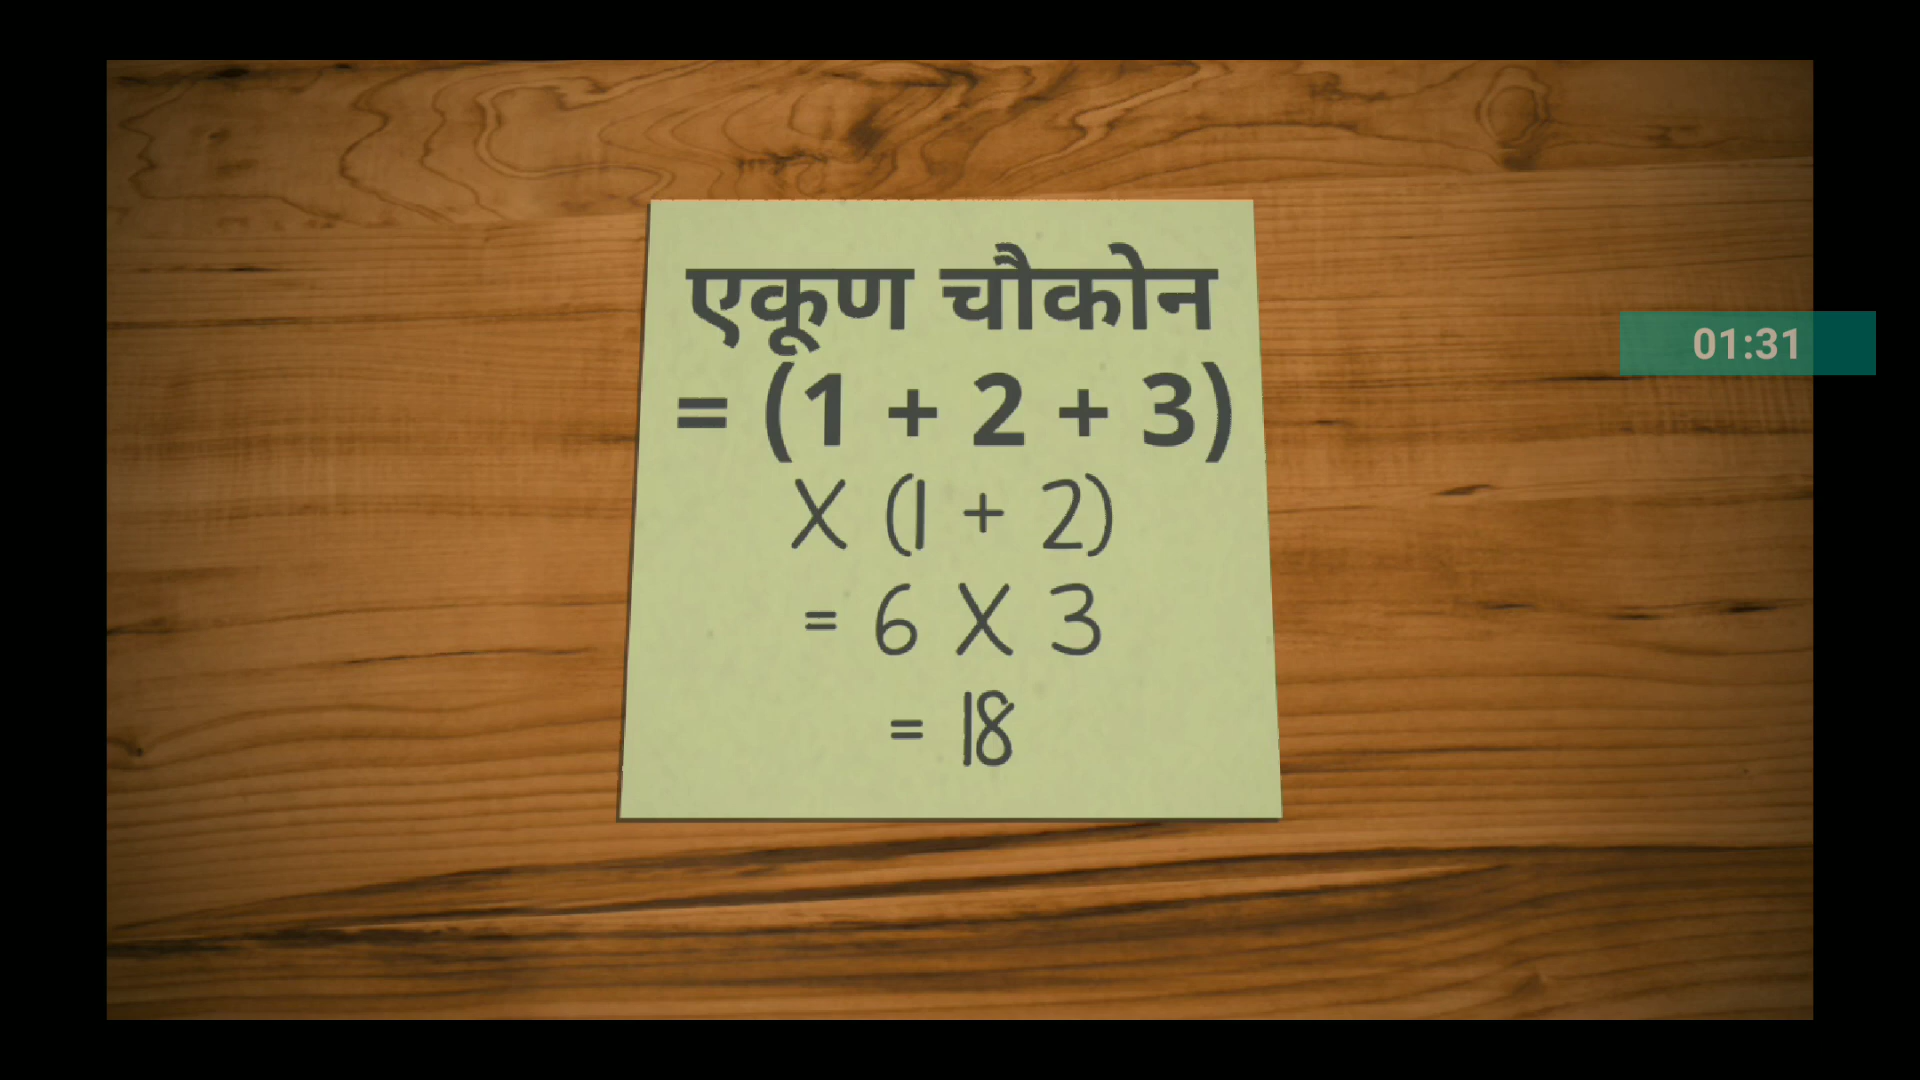 एकूण चौकोन
= (1 + 2 + 3)
X (1 + 2)
= 6 X 3
= 18
01:31